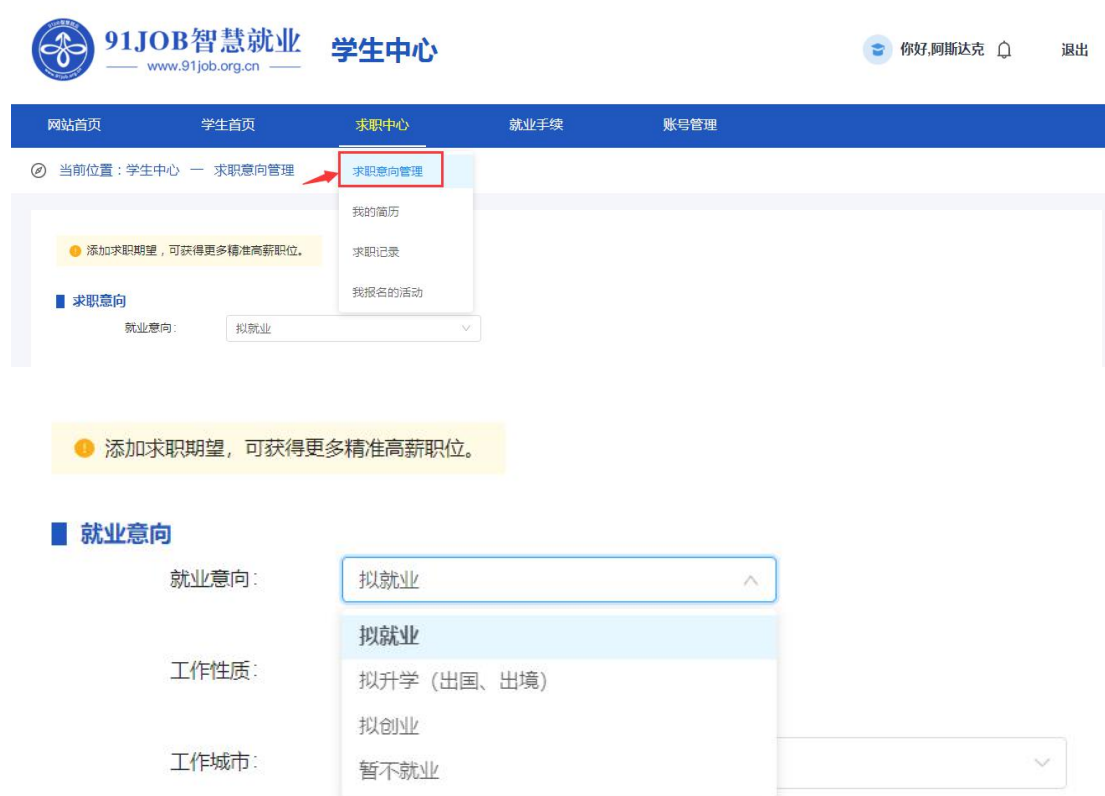 91JOB智慧就业
www.91job.org.cn
学生中心
你好,阿斯达克
退出
网站首页 学生首页 求职中心 就业手续 账号管理
当前位置：学生中心 一 求职意向管理
求职意向管理
我的简历
求职记录
我报名的活动
添加求职期望，可获得更多精准高薪职位。
求职意向
就业意向: 拟就业
添加求职期望，可获得更多精准高薪职位。
就业意向
就业意向: 拟就业
拟就业
工作性质:
拟升学（出国、出境）
拟创业
工作城市:
暂不就业